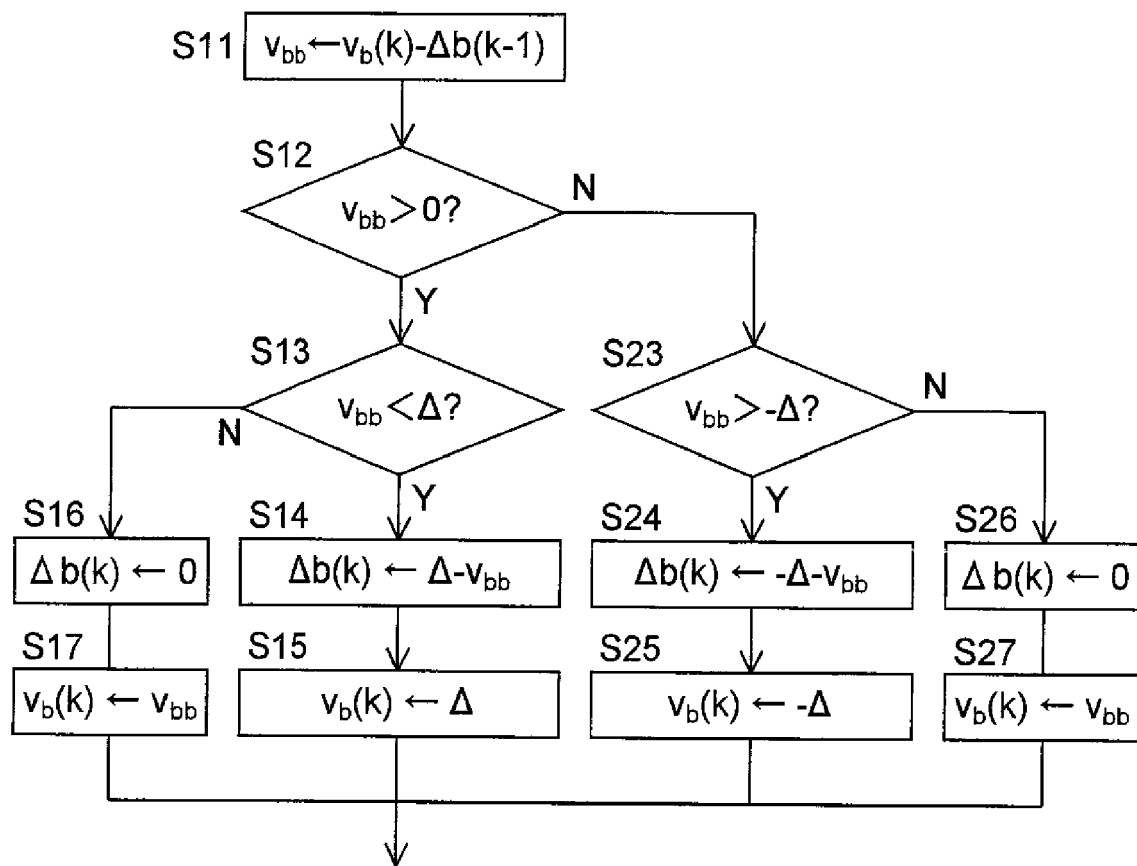 S11 v_bb←v_b(k)-Δb(k-1)
S12
v_bb>0?
N
Y
S13
v_bb<Δ?
N
Y
S23
v_bb>-Δ?
N
Y
S16
Δb(k) ← 0
S14
Δb(k) ← Δ-v_bb
S24
Δb(k) ← -Δ-v_bb
S26
Δb(k) ← 0
S17
v_b(k) ← v_bb
S15
v_b(k) ← Δ
S25
v_b(k) ← -Δ
S27
v_b(k) ← v_bb